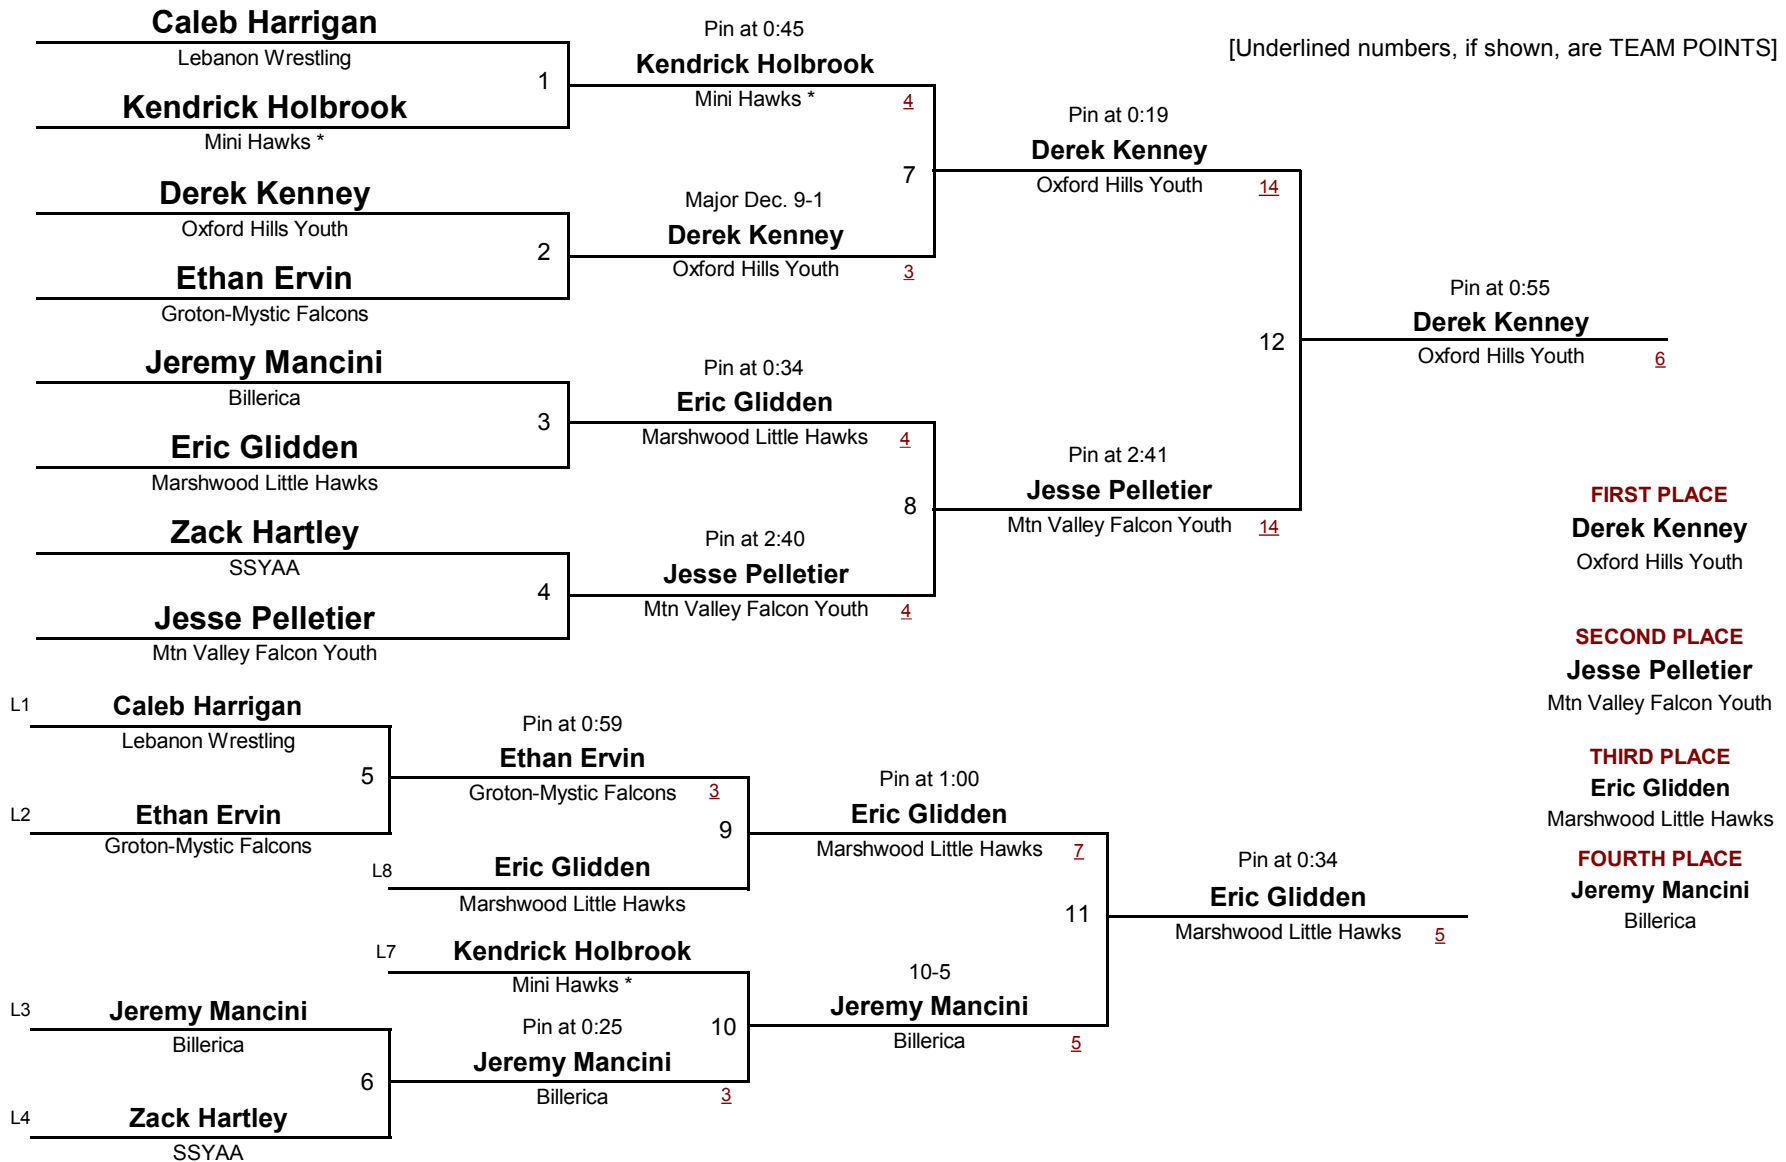 Caleb Harrigan
Lebanon Wrestling
1
Kendrick Holbrook
Mini Hawks *
Derek Kenney
Oxford Hills Youth
2
Ethan Ervin
Groton-Mystic Falcons
Jeremy Mancini
Billerica
3
Eric Glidden
Marshwood Little Hawks
Zack Hartley
SSYAA
4
Jesse Pelletier
Mtn Valley Falcon Youth
Pin at 0:45
Kendrick Holbrook
Mini Hawks * 4
7
Major Dec. 9-1
Derek Kenney
Oxford Hills Youth 3
Pin at 0:34
Eric Glidden
Marshwood Little Hawks 4
8
Pin at 2:40
Jesse Pelletier
Mtn Valley Falcon Youth 4
Pin at 0:19
Derek Kenney
Oxford Hills Youth 14
12
Pin at 2:41
Jesse Pelletier
Mtn Valley Falcon Youth 14
[Underlined numbers, if shown, are TEAM POINTS]
Pin at 0:55
Derek Kenney
Oxford Hills Youth 6
FIRST PLACE
Derek Kenney
Oxford Hills Youth
SECOND PLACE
Jesse Pelletier
Mtn Valley Falcon Youth
THIRD PLACE
Eric Glidden
Marshwood Little Hawks
FOURTH PLACE
Jeremy Mancini
Billerica
L1 Caleb Harrigan
Lebanon Wrestling
5
L2 Ethan Ervin
Groton-Mystic Falcons
L3 Jeremy Mancini
Billerica
6
L4 Zack Hartley
SSYAA
Pin at 0:59
Ethan Ervin
Groton-Mystic Falcons 3
9
L8 Eric Glidden
Marshwood Little Hawks
L7 Kendrick Holbrook
Mini Hawks *
Pin at 0:25 10
Jeremy Mancini
Billerica 3
Pin at 1:00
Eric Glidden
Marshwood Little Hawks 7
11
10-5
Jeremy Mancini
Billerica 5
Pin at 0:34
Eric Glidden
Marshwood Little Hawks 5